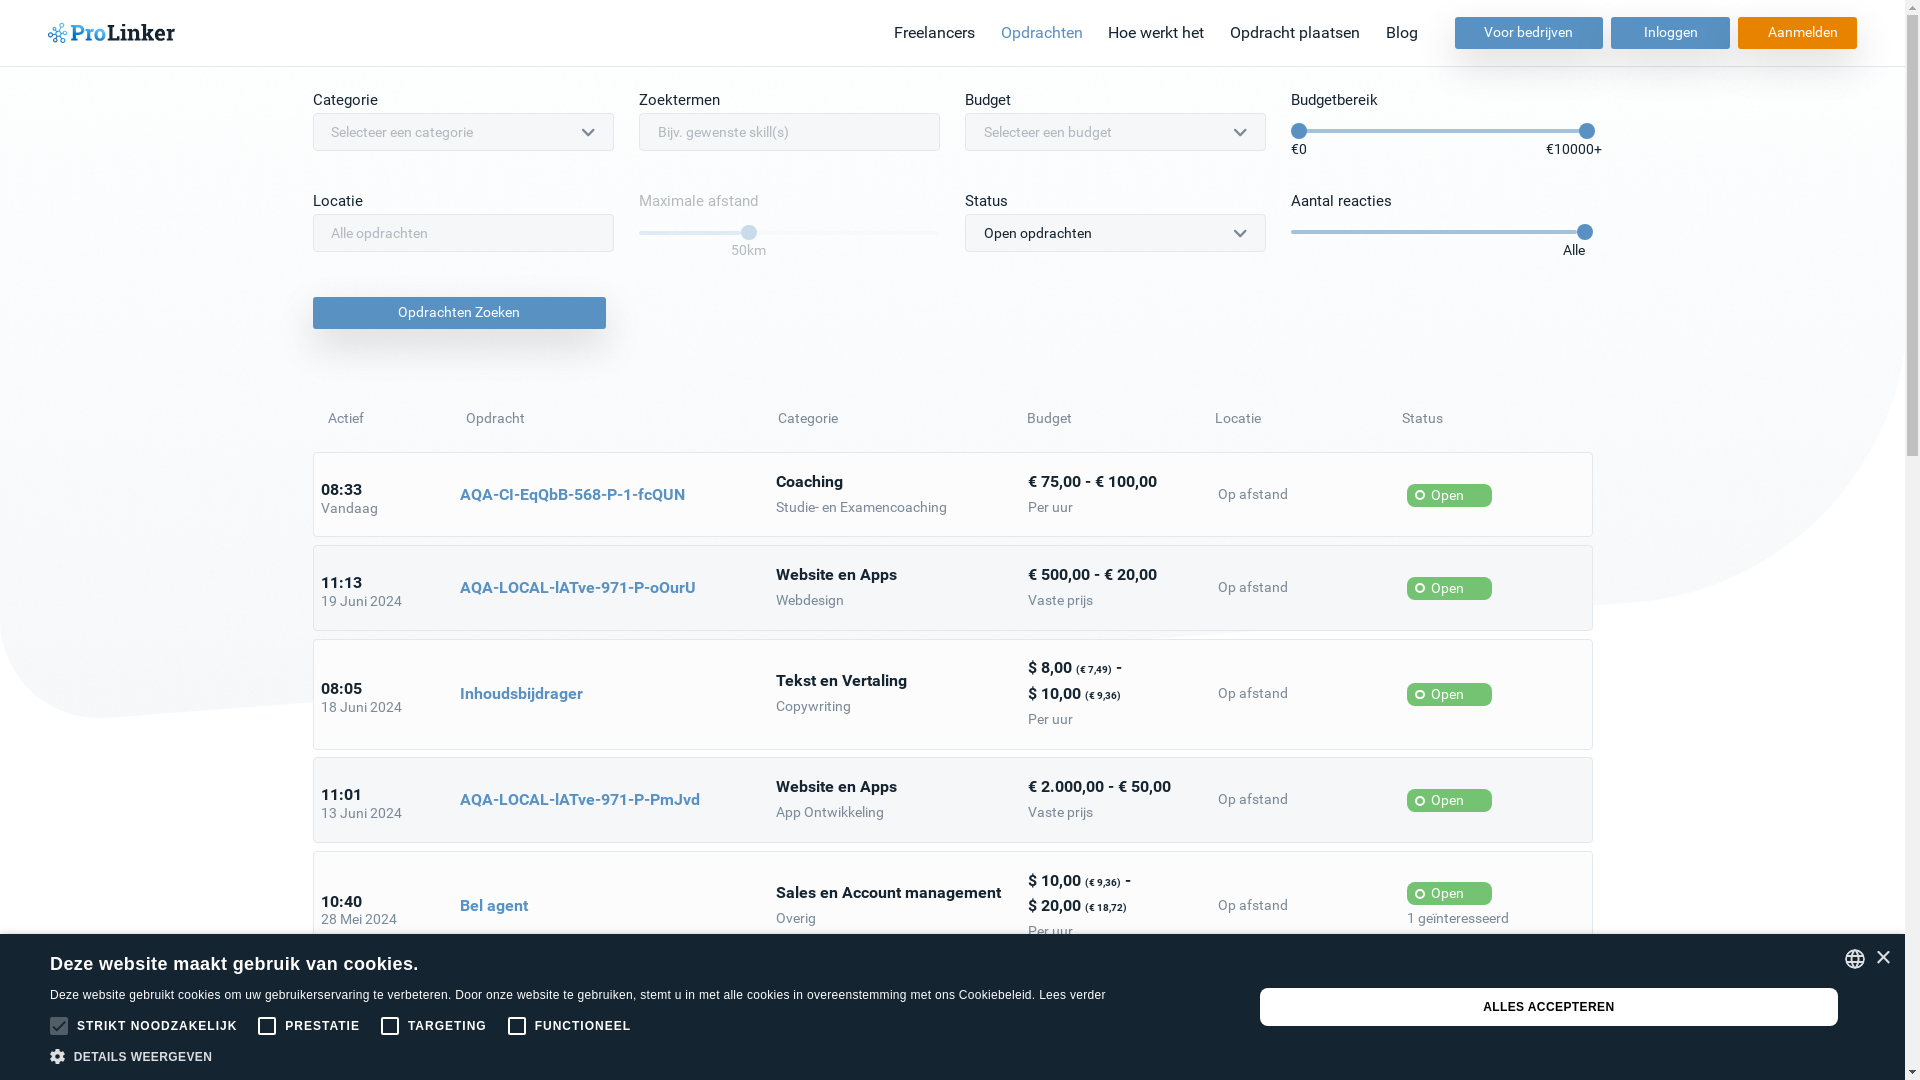 ProLinker
Freelancers
Opdrachten
Hoe werkt het
Opdracht plaatsen
Blog
Voor bedrijven
Inloggen
Aanmelden
Categorie
Zoektermen
Budget
Budgetbereik
Selecteer een categorie
Bijv. gewenste skill(s)
Selecteer een budget
€0
€10000+
Locatie
Maximale afstand
Status
Aantal reacties
Alle opdrachten
50km
Open opdrachten
Alle
Opdrachten Zoeken
Actief
Opdracht
Categorie
Budget
Locatie
Status
08:33
Vandaag
AQA-CI-EqQbB-568-P-1-fcQUN
Coaching
Studie- en Examencoaching
€ 75,00 - € 100,00
Per uur
Op afstand
Open
11:13
19 Juni 2024
AQA-LOCAL-lATve-971-P-oOurU
Website en Apps
Webdesign
€ 500,00 - € 20,00
Vaste prijs
Op afstand
Open
08:05
18 Juni 2024
Inhoudsbijdrager
Tekst en Vertaling
Copywriting
$ 8,00 (€ 7,49) -
$ 10,00 (€ 9,36)
Per uur
Op afstand
Open
11:01
13 Juni 2024
AQA-LOCAL-lATve-971-P-PmJvd
Website en Apps
App Ontwikkeling
€ 2.000,00 - € 50,00
Vaste prijs
Op afstand
Open
10:40
28 Mei 2024
Bel agent
Sales en Account management
Overig
$ 10,00 (€ 9,36) -
$ 20,00 (€ 18,72)
Per uur
Op afstand
Open
1 geïnteresseerd
Deze website maakt gebruik van cookies.
Deze website gebruikt cookies om uw gebruikerservaring te verbeteren. Door onze website te gebruiken, stemt u in met alle cookies in overeenstemming met ons Cookiebeleid. Lees verder
STRIKT NOODZAKELIJK
PRESTATIE
TARGETING
FUNCTIONEEL
DETAILS WEERGEVEN
ALLES ACCEPTEREN